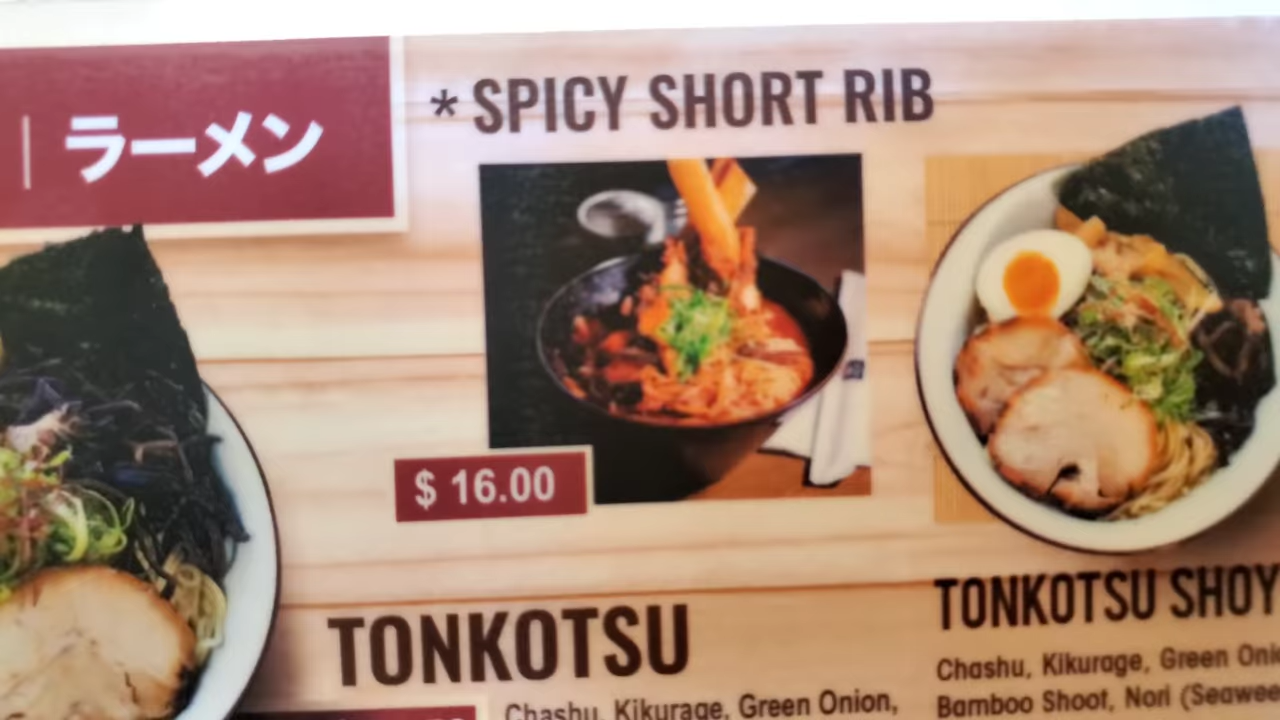 ラーメン
* SPICY SHORT RIB
$ 16.00
TONKOTSU
Chashu, Kikurage, Green Onion,
TONKOTSU SHOY
Chashu, Kikurage, Green Oni
Bamboo Shoot, Nori (Seawee